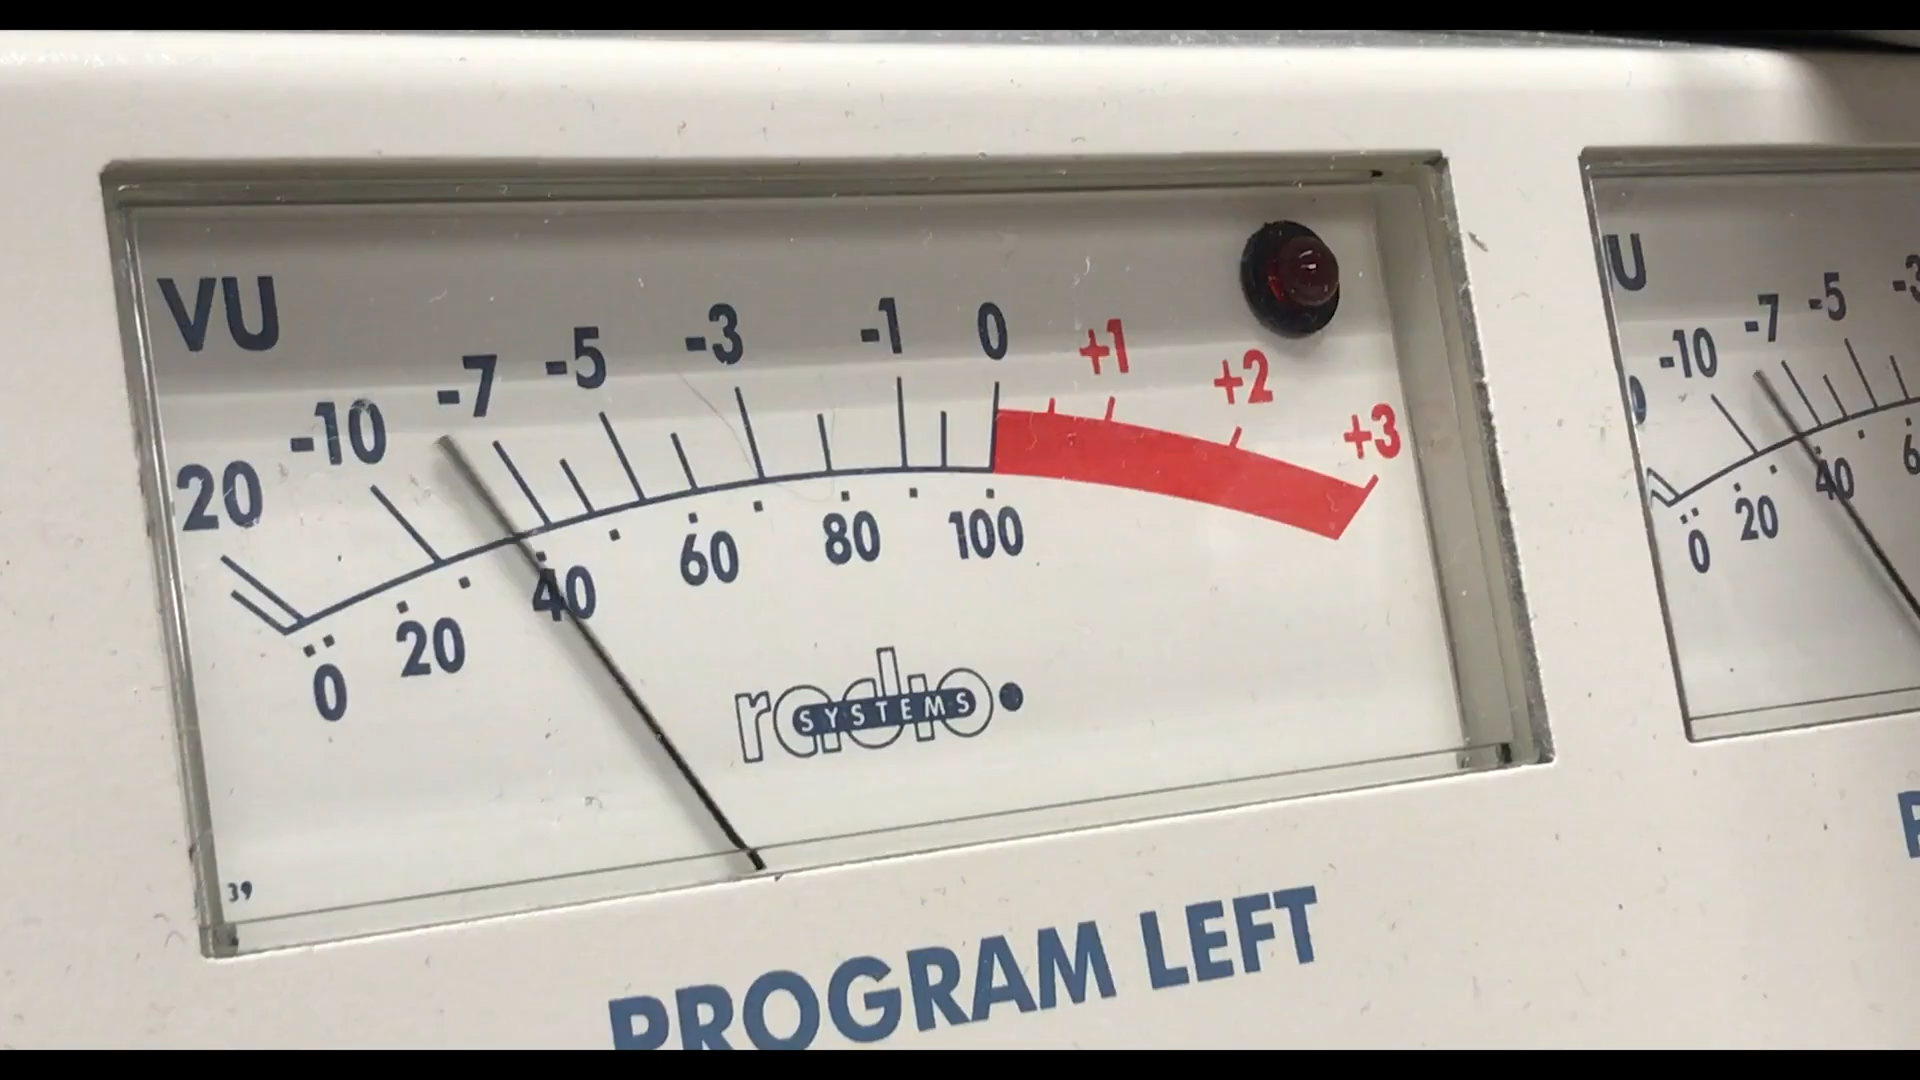 VU
20 -10 -7 -5 -3 -1 0 +1 +2 +3
0 20 40 60 80 100
radio
SYSTEMS
39
PROGRAM LEFT
U
-10 -7 -5 -3
0 20 40